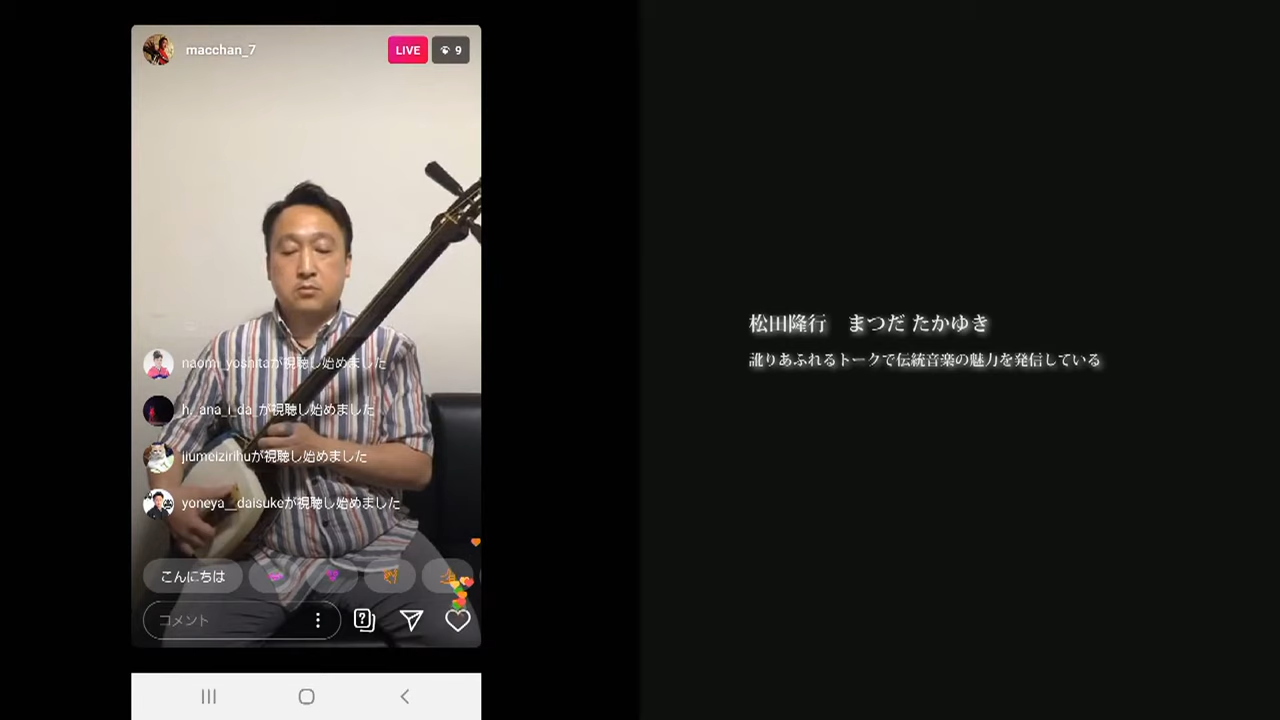 macchan_7
LIVE
9
naomi_yoshitaが視聴し始めました
h._ana_i_da_が視聴し始めました
jiumeizirihuが視聴し始めました
yoneya__daisukeが視聴し始めました
こんにちは
コメント
松田隆行　まつだ たかゆき
訛りあふれるトークで伝統音楽の魅力を発信している